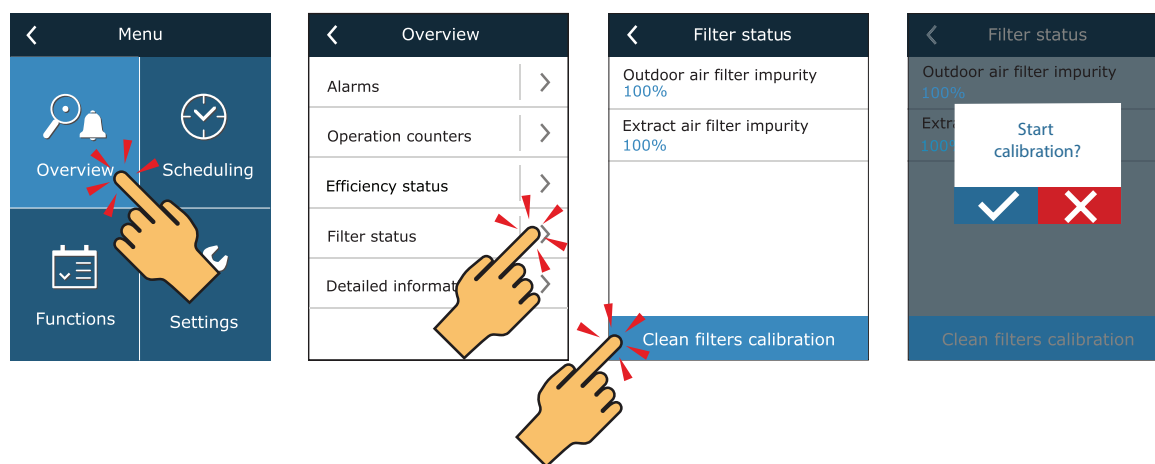 Menu
Overview
Scheduling
Functions
Settings
Overview
Alarms
Operation counters
Efficiency status
Filter status
Detailed informat
Filter status
Outdoor air filter impurity
100%
Extract air filter impurity
100%
Clean filters calibration
Filter status
Outdoor air filter impurity
100%
Extr
100%
Start
calibration?
Clean filters calibration